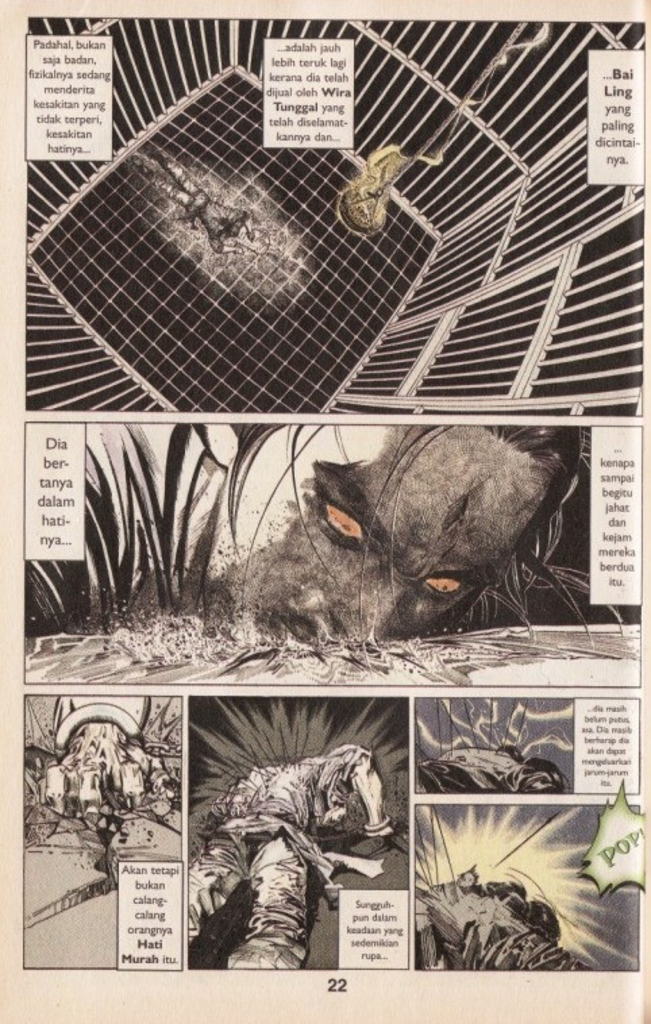 Padahal, bukan
saja badan,
fizikalnya sedang
menderita
kesakitan yang
tidak terperi,
kesakitan
hatinya...
...adalah jauh
lebih teruk lagi
kerana dia telah
dijual oleh Wira
Tunggal yang
telah diselamat-
kannya dan...
...Bai
Ling
yang
paling
dicintai-
nya.
Dia
ber-
tanya
dalam
hati-
nya...
...
kenapa
sampai
begitu
jahat
dan
kejam
mereka
berdua
itu.
Akan tetapi
bukan
calang-
calang
orangnya
Hati
Murah itu.
Sungguh-
pun dalam
keadaan yang
sedemikian
rupa...
...dia masih
belum putus,
asa. Dia masih
berharap dia
akan dapat
mengeluarkan
jarum-jarum
itu.
POP!
22